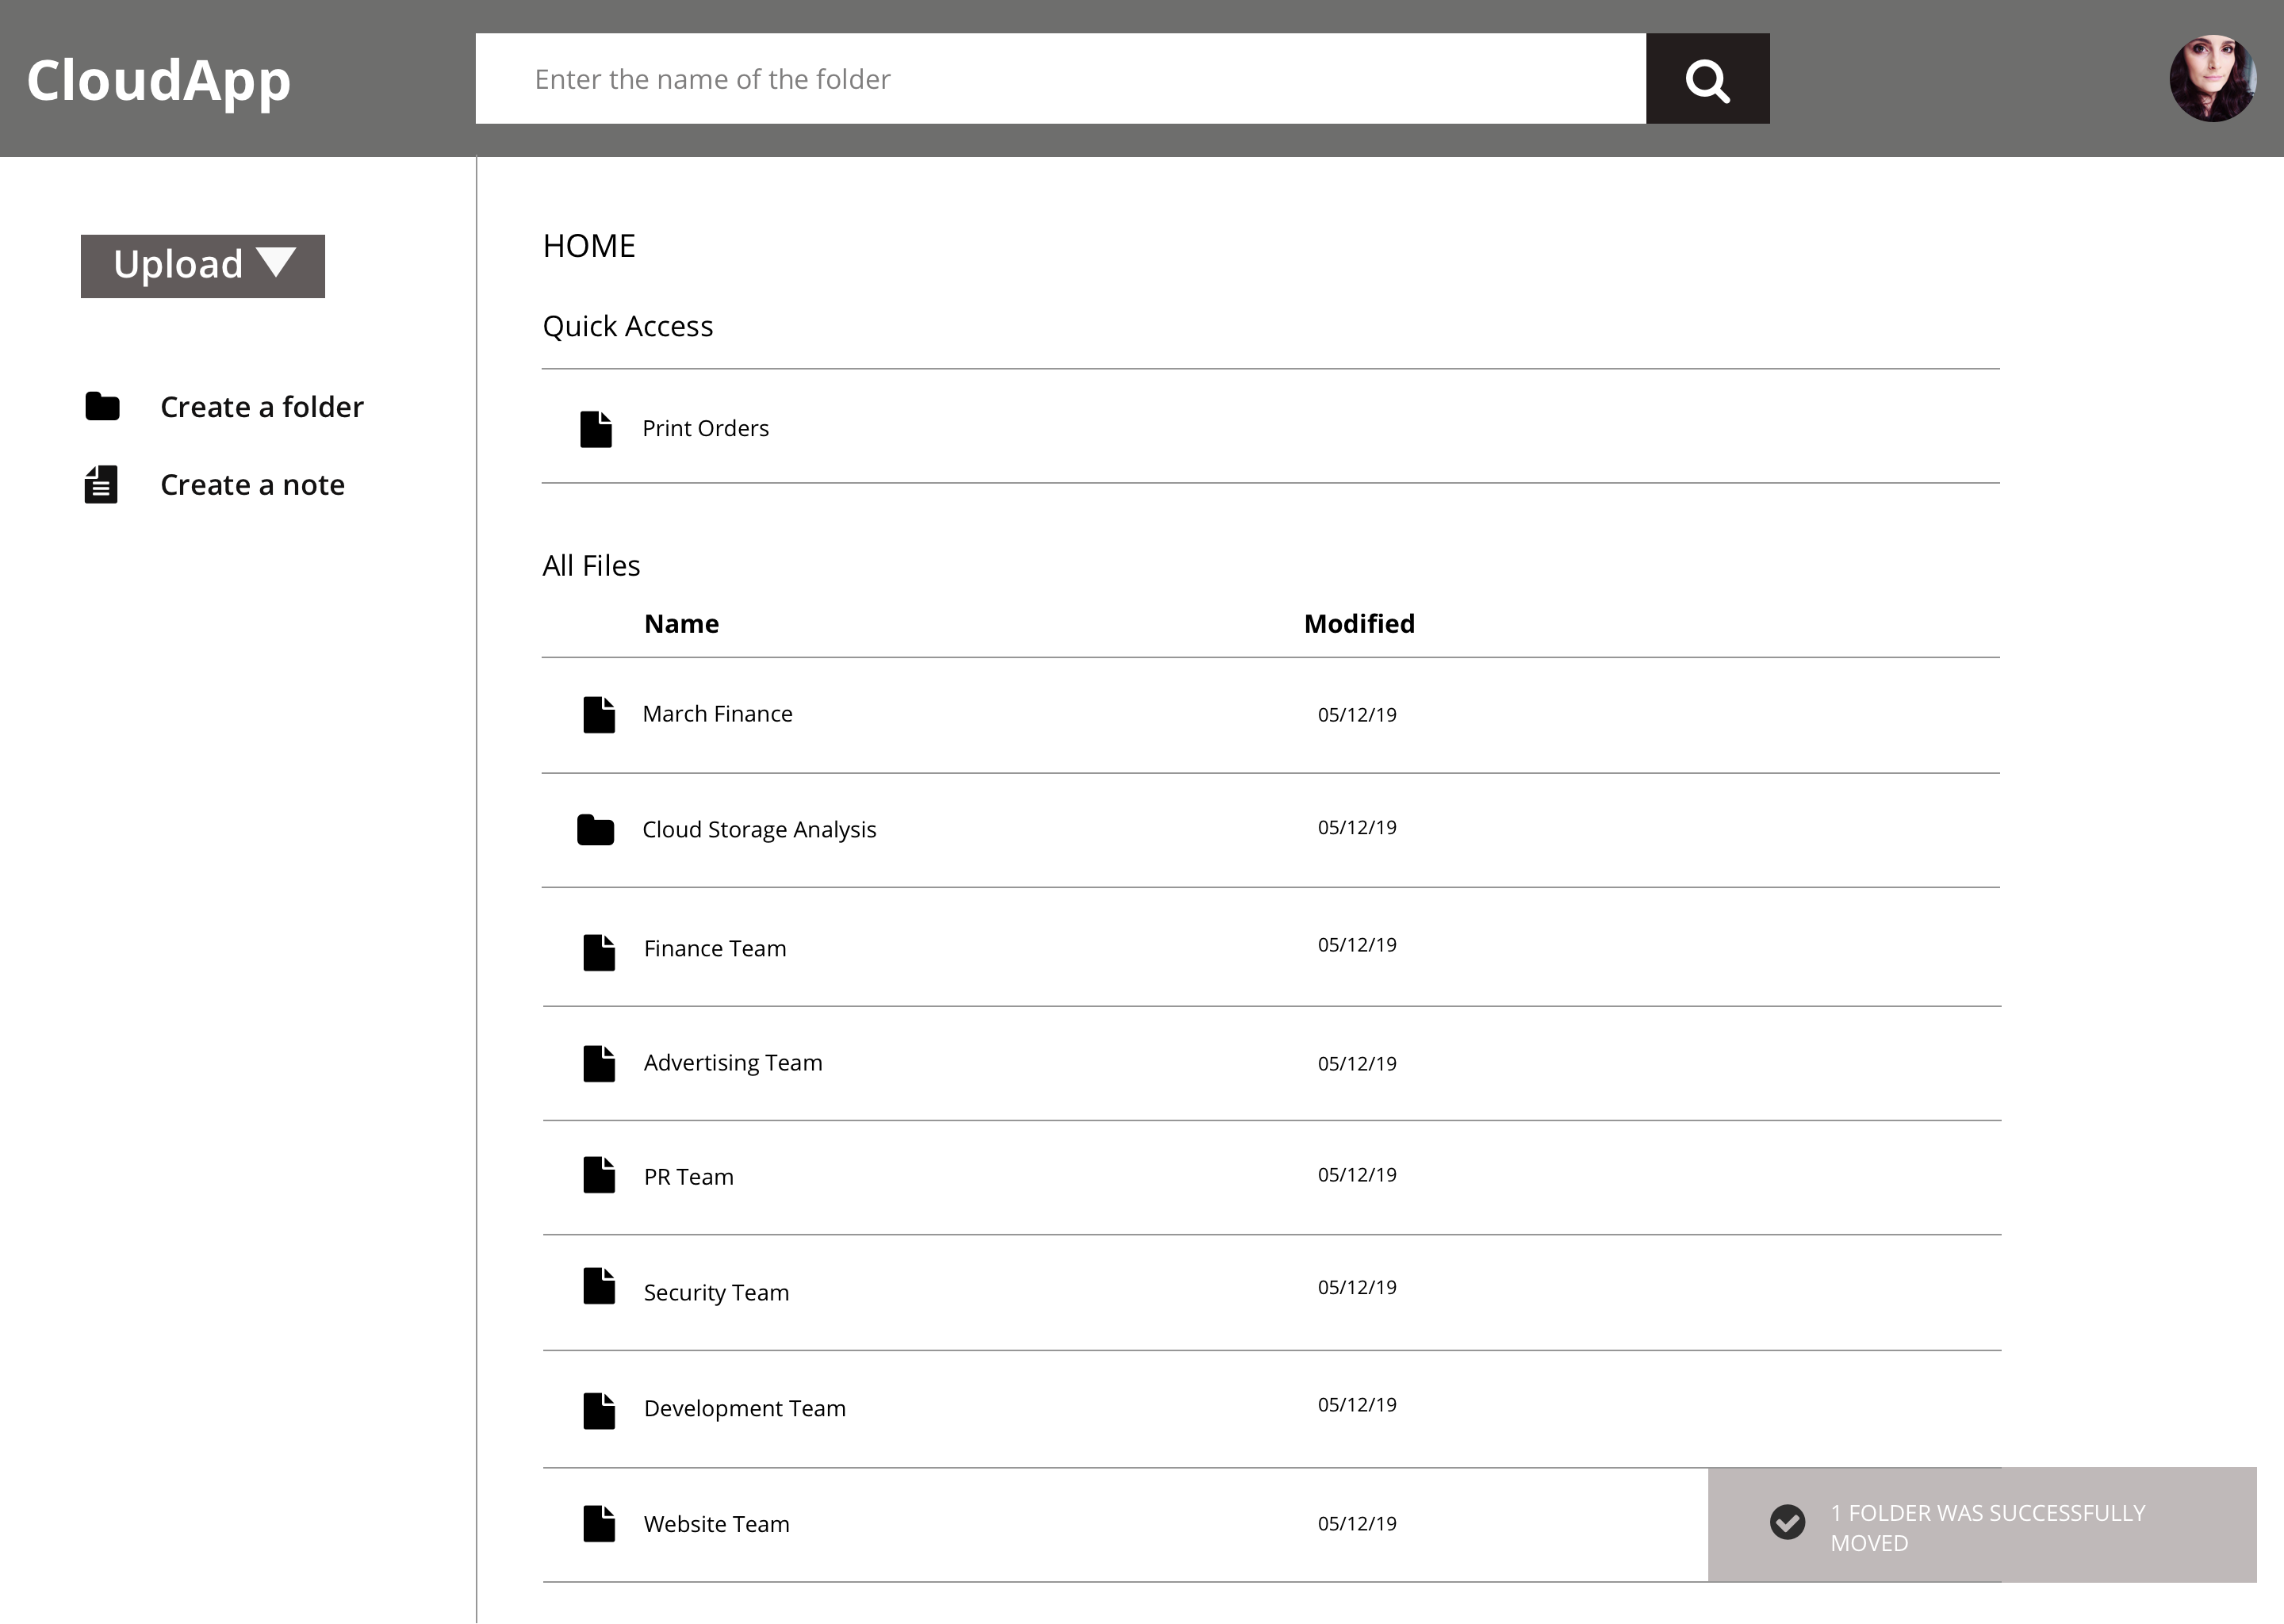 CloudApp
Enter the name of the folder
Upload
Create a folder
Create a note
HOME
Quick Access
Print Orders
All Files
Name Modified
March Finance 05/12/19
Cloud Storage Analysis 05/12/19
Finance Team 05/12/19
Advertising Team 05/12/19
PR Team 05/12/19
Security Team 05/12/19
Development Team 05/12/19
Website Team 05/12/19
1 FOLDER WAS SUCCESSFULLY
MOVED